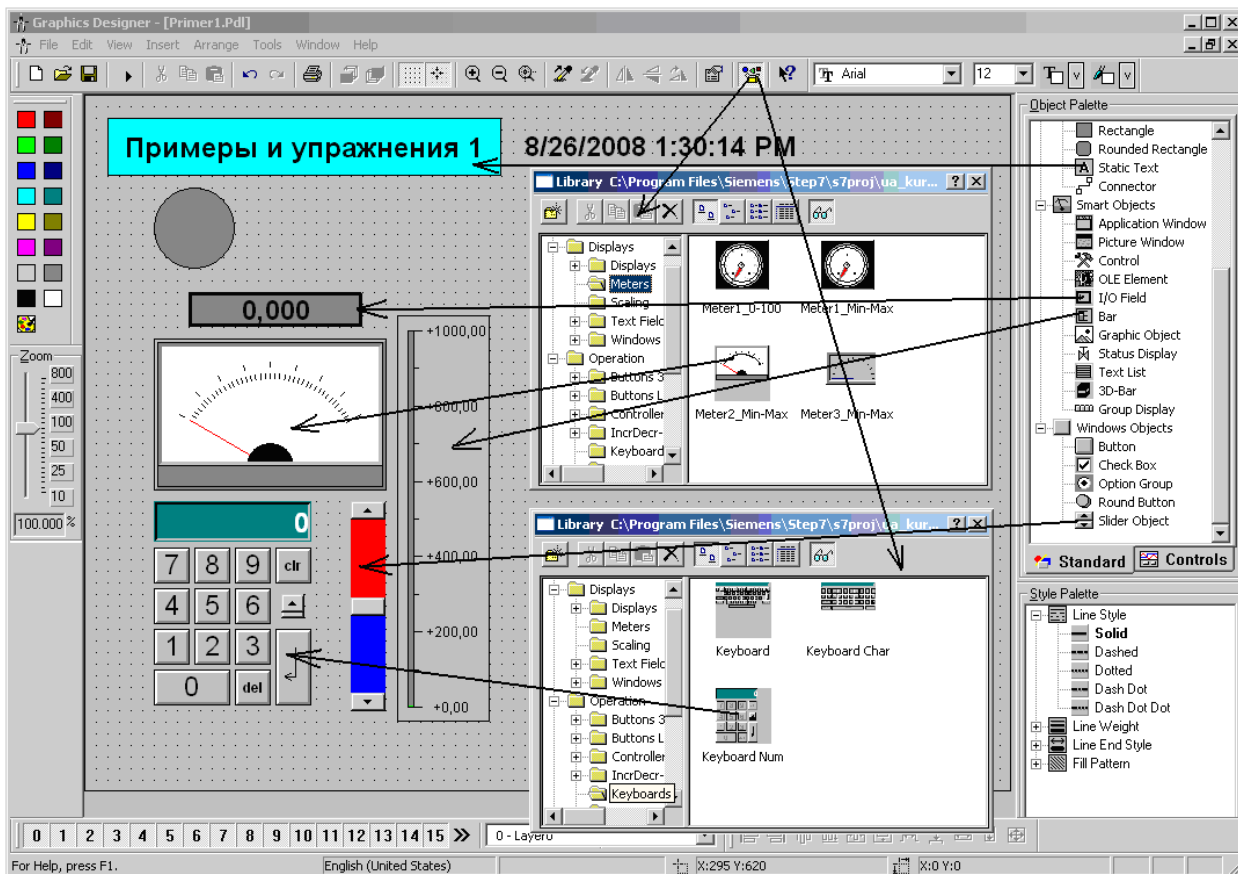 Graphics Designer - [Primer1.Pdl]
File Edit View Insert Arrange Tools Window Help
Arial
12
Примеры и упражнения 1
8/26/2008 1:30:14 PM
0,000
+1000,00
+800,00
+600,00
+400,00
+200,00
+0,00
0
7 8 9 clr
4 5 6
1 2 3
0 del
Zoom
800
400
100
50
25
10
100.000 %
Library C:\Program Files\Siemens\Step7\s7proj\ua_kur...
Displays
Displays
Meters
Scaling
Text Fielc
Windows
Operation
Buttons 3
Buttons L
Controller
IncrDecr-
Keyboard
Meter1_0-100
Meter1_Min-Max
Meter2_Min-Max
Meter3_Min-Max
Library C:\Program Files\Siemens\Step7\s7proj\ua_kur...
Displays
Displays
Meters
Scaling
Text Fielc
Windows
Operation
Buttons 3
Buttons L
Controller
IncrDecr-
Keyboards
Keyboard
Keyboard Char
Keyboard Num
Object Palette
Rectangle
Rounded Rectangle
Static Text
Connector
Smart Objects
Application Window
Picture Window
Control
OLE Element
I/O Field
Bar
Graphic Object
Status Display
Text List
3D-Bar
Group Display
Windows Objects
Button
Check Box
Option Group
Round Button
Slider Object
Standard Controls
Style Palette
Line Style
Solid
Dashed
Dotted
Dash Dot
Dash Dot Dot
Line Weight
Line End Style
Fill Pattern
0 1 2 3 4 5 6 7 8 9 10 11 12 13 14 15
0 - Layer0
For Help, press F1.
English (United States)
X:295 Y:620
X:0 Y:0